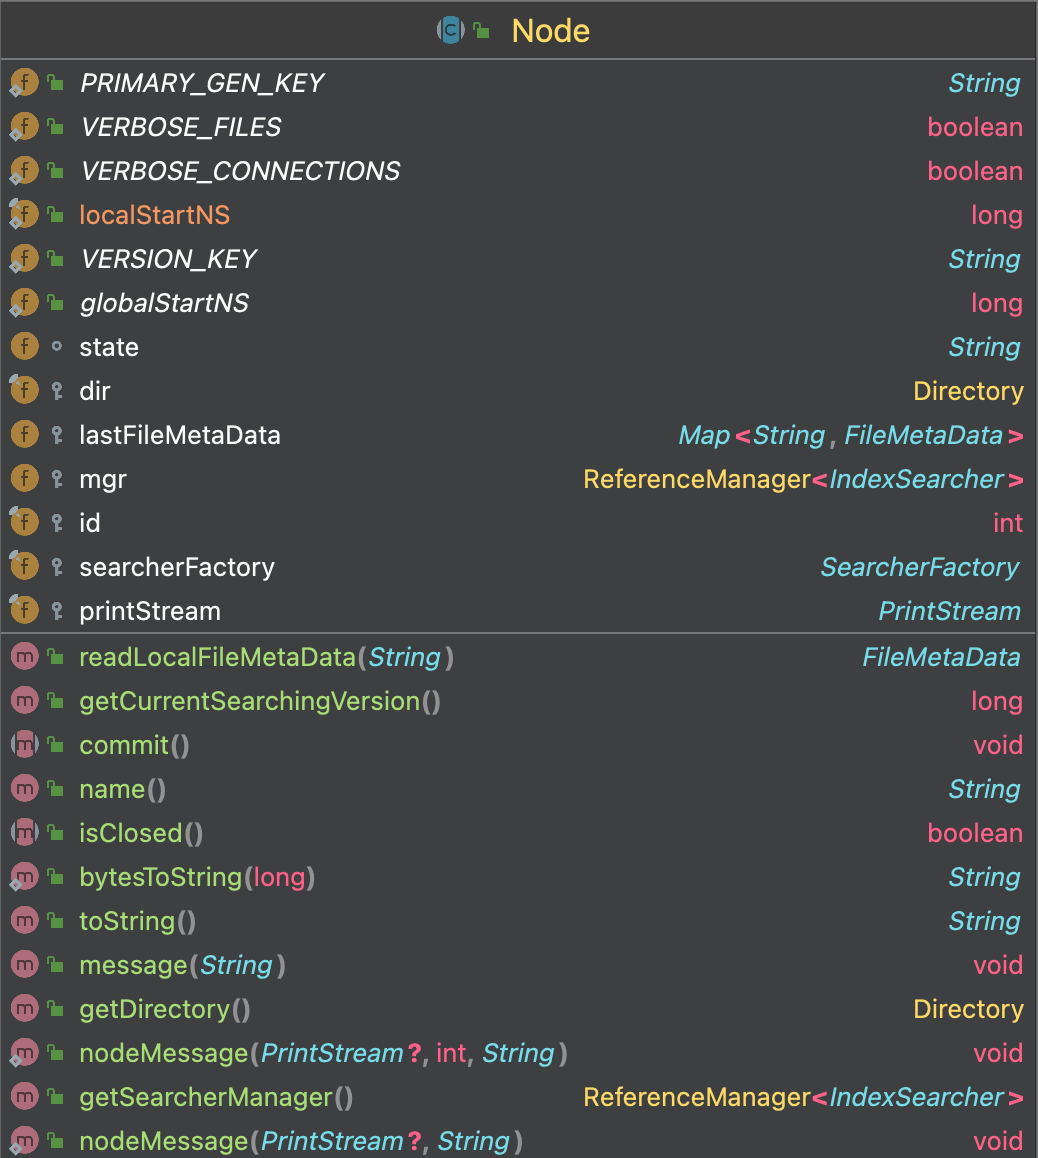 C Node
f PRIMARY_GEN_KEY String
f VERBOSE_FILES boolean
f VERBOSE_CONNECTIONS boolean
f localStartNS long
f VERSION_KEY String
f globalStartNS long
f state String
f dir Directory
f lastFileMetaData Map<String, FileMetaData>
f mgr ReferenceManager<IndexSearcher>
f id int
f searcherFactory SearcherFactory
f printStream PrintStream
m readLocalFileMetaData(String) FileMetaData
m getCurrentSearchingVersion() long
m commit() void
m name() String
m isClosed() boolean
m bytesToString(long) String
m toString() String
m message(String) void
m getDirectory() Directory
m nodeMessage(PrintStream?, int, String) void
m getSearcherManager() ReferenceManager<IndexSearcher>
m nodeMessage(PrintStream?, String) void